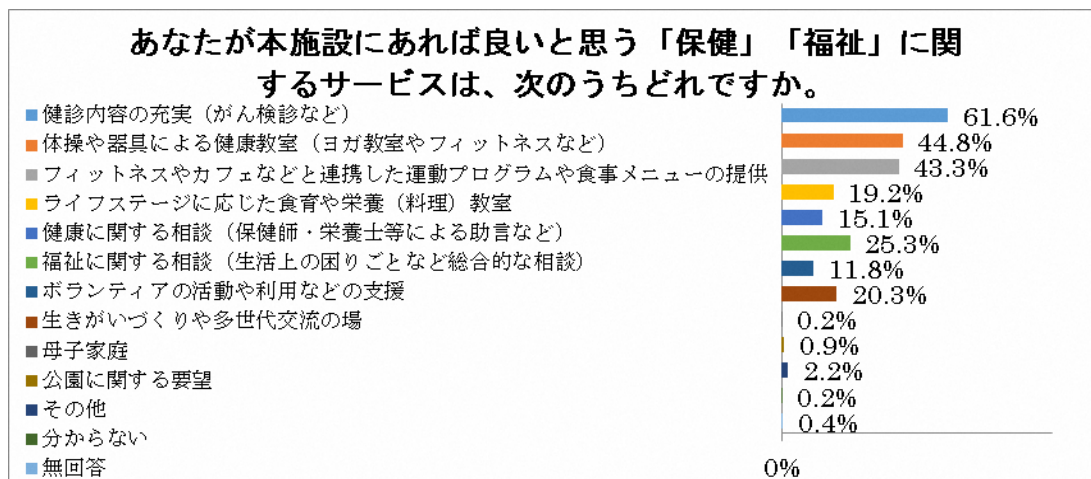 あなたが本施設にあれば良いと思う「保健」「福祉」に関
するサービスは、次のうちどれですか。
健診内容の充実（がん検診など）
61.6%
体操や器具による健康教室（ヨガ教室やフィットネスなど）
44.8%
フィットネスやカフェなどと連携した運動プログラムや食事メニューの提供
43.3%
ライフステージに応じた食育や栄養（料理）教室
19.2%
健康に関する相談（保健師・栄養士等による助言など）
15.1%
福祉に関する相談（生活上の困りごとなど総合的な相談）
25.3%
ボランティアの活動や利用などの支援
11.8%
生きがいづくりや多世代交流の場
20.3%
母子家庭
0.2%
公園に関する要望
0.9%
その他
2.2%
分からない
0.2%
無回答
0.4%
0%